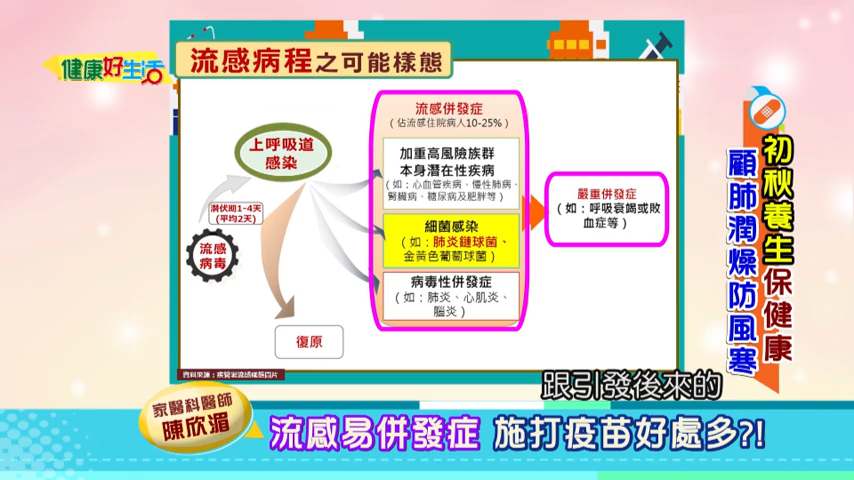 健康好生活
流感病程之可能樣態
流感併發症
（佔流感住院病人10-25%）
上呼吸道
感染
加重高風險族群
本身潛在性疾病
（如：心血管疾病、慢性肺病、
腎臟病、糖尿病及肥胖等）
潛伏期1-4天
(平均2天)
流感
病毒
細菌感染
（如：肺炎鏈球菌、
金黃色葡萄球菌）
嚴重併發症
（如：呼吸衰竭或敗
血症等）
病毒性併發症
（如：肺炎、心肌炎、
腦炎）
復原
資料來源：疾管署流感核心圖片
初秋養生保健康
顧肺潤燥防風寒
跟引發後來的
家醫科醫師
陳欣湄
流感易併發症 施打疫苗好處多?!